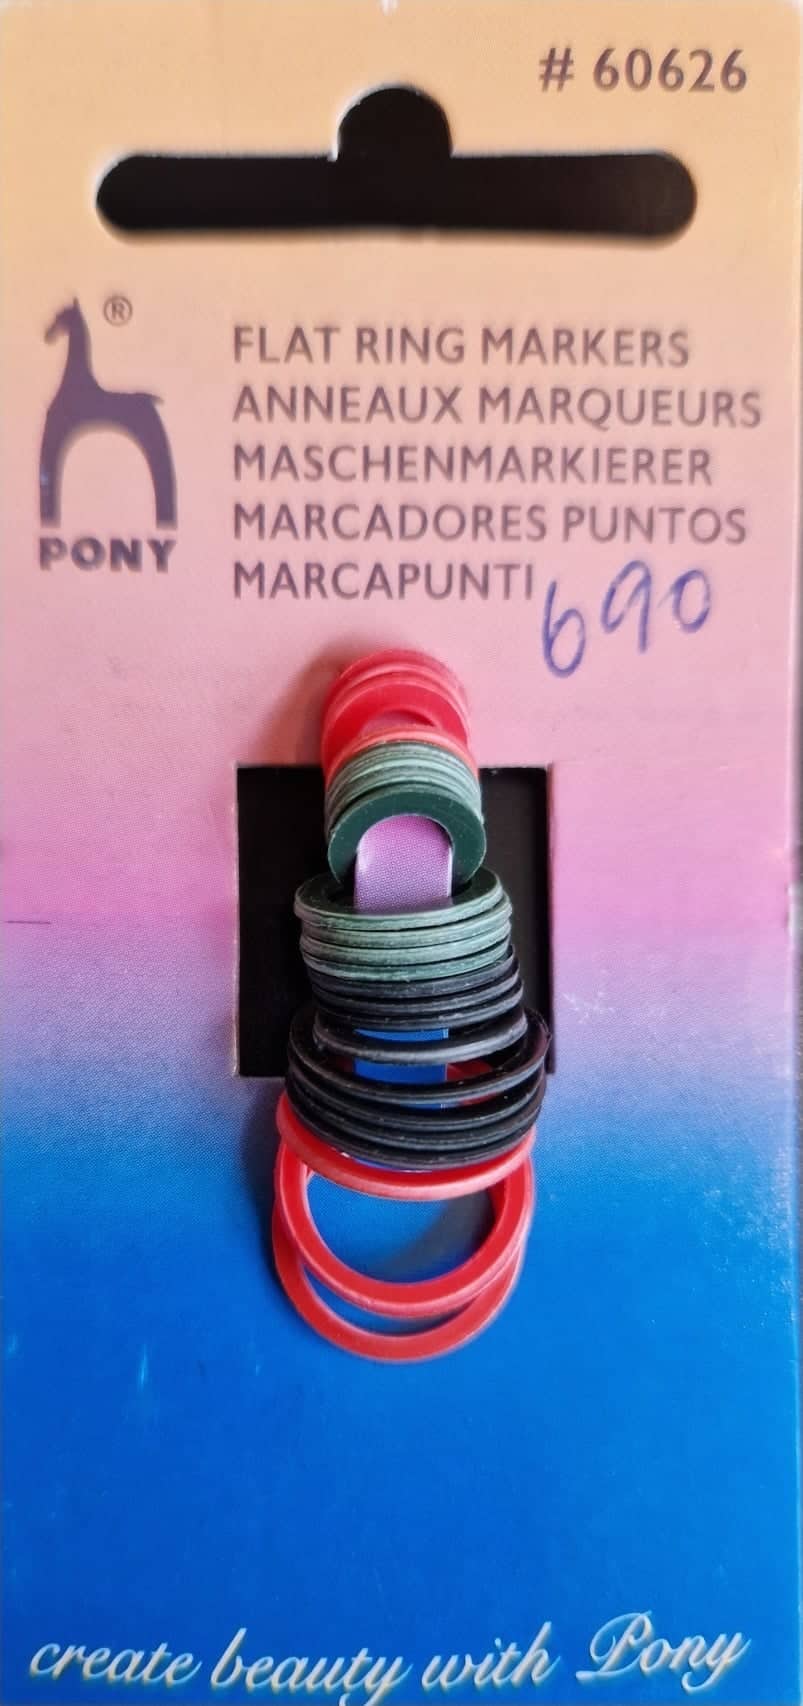 # 60626
®
PONY
FLAT RING MARKERS
ANNEAUX MARQUEURS
MASCHENMARKIERER
MARCADORES PUNTOS
MARCAPUNTI
690
create beauty with Pony